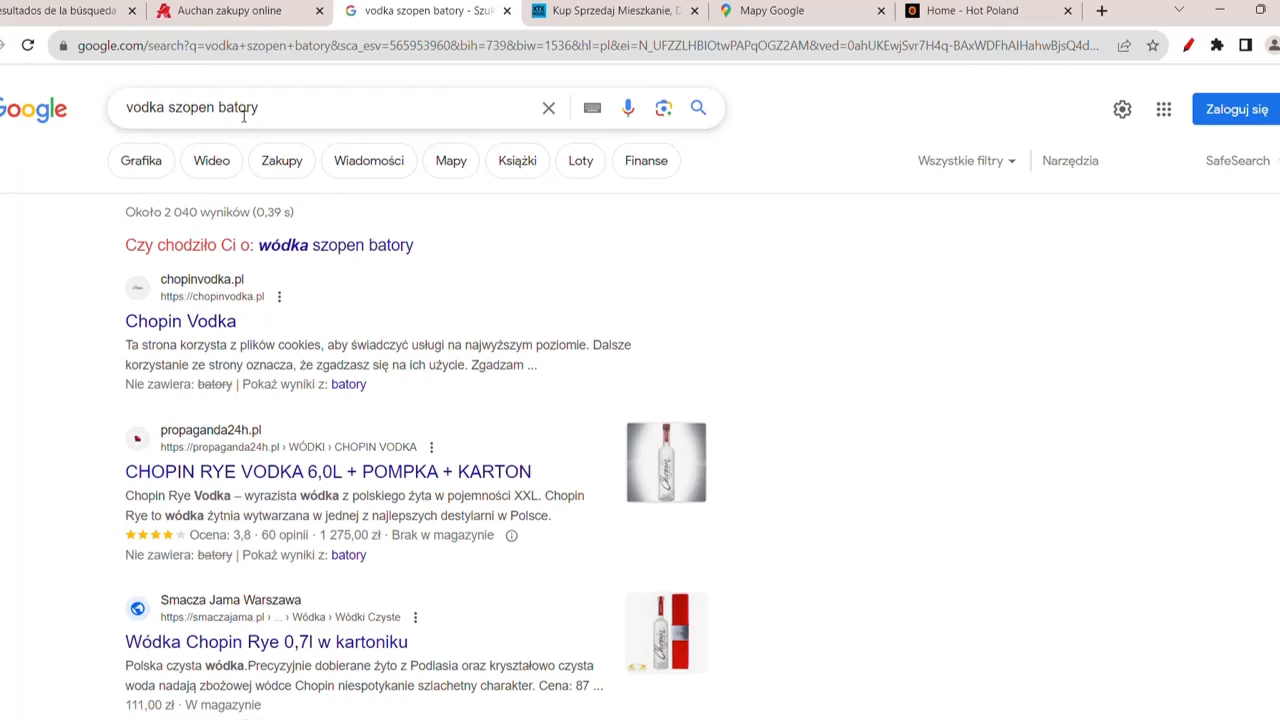 esultados de la búsqueda
Auchan zakupy online
vodka szopen batory - Szuk
Kup Sprzedaj Mieszkanie, D
Mapy Google
Home - Hot Poland
google.com/search?q=vodka+szopen+batory&sca_esv=565953960&bih=739&biw=1536&hl=pl&ei=N_UFZZLHBIOtwPAPqOGZ2AM&ved=0ahUKEwjSvr7H4q-BAxWDFhAIHahwBjsQ4d...
Google
vodka szopen batory
Zaloguj się
Grafika
Wideo
Zakupy
Wiadomości
Mapy
Książki
Loty
Finanse
Wszystkie filtry
Narzędzia
SafeSearch
Około 2 040 wyników (0,39 s)
Czy chodziło Ci o: wódka szopen batory
chopinvodka.pl
https://chopinvodka.pl
Chopin Vodka
Ta strona korzysta z plików cookies, aby świadczyć usługi na najwyższym poziomie. Dalsze
korzystanie ze strony oznacza, że zgadzasz się na ich użycie. Zgadzam ...
Nie zawiera: batory | Pokaż wyniki z: batory
propaganda24h.pl
https://propaganda24h.pl › WÓDKI › CHOPIN VODKA
CHOPIN RYE VODKA 6,0L + POMPKA + KARTON
Chopin Rye Vodka – wyrazista wódka z polskiego żyta w pojemności XXL. Chopin
Rye to wódka żytnia wytwarzana w jednej z najlepszych destylarni w Polsce.
Ocena: 3,8 · 60 opinii · 1 275,00 zł · Brak w magazynie
Nie zawiera: batory | Pokaż wyniki z: batory
Chopin
Smacza Jama Warszawa
https://smaczajama.pl › ... › Wódka › Wódki Czyste
Wódka Chopin Rye 0,7l w kartoniku
Polska czysta wódka.Precyzyjnie dobierane żyto z Podlasia oraz kryształowo czysta
woda nadają zbożowej wódce Chopin niespotykanie szlachetny charakter. Cena: 87 ...
111,00 zł · W magazynie
Chopin